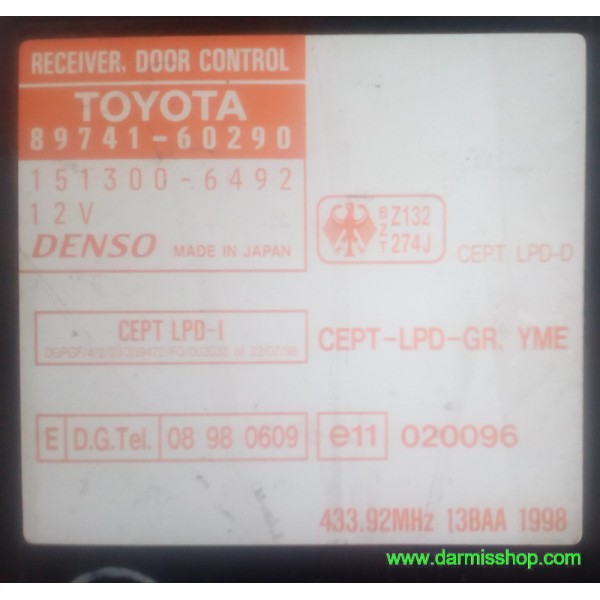 RECEIVER, DOOR CONTROL
TOYOTA
89741-60290
151300-6492
12V
DENSO MADE IN JAPAN
BZT Z132 274J
CEPT LPD-D
CEPT LPD-I
CEPT-LPD-GR. YME
E D.G.Tel. 08 98 0609
e11 020096
433.92MHz 13BAA 1998
www.darmisshop.com